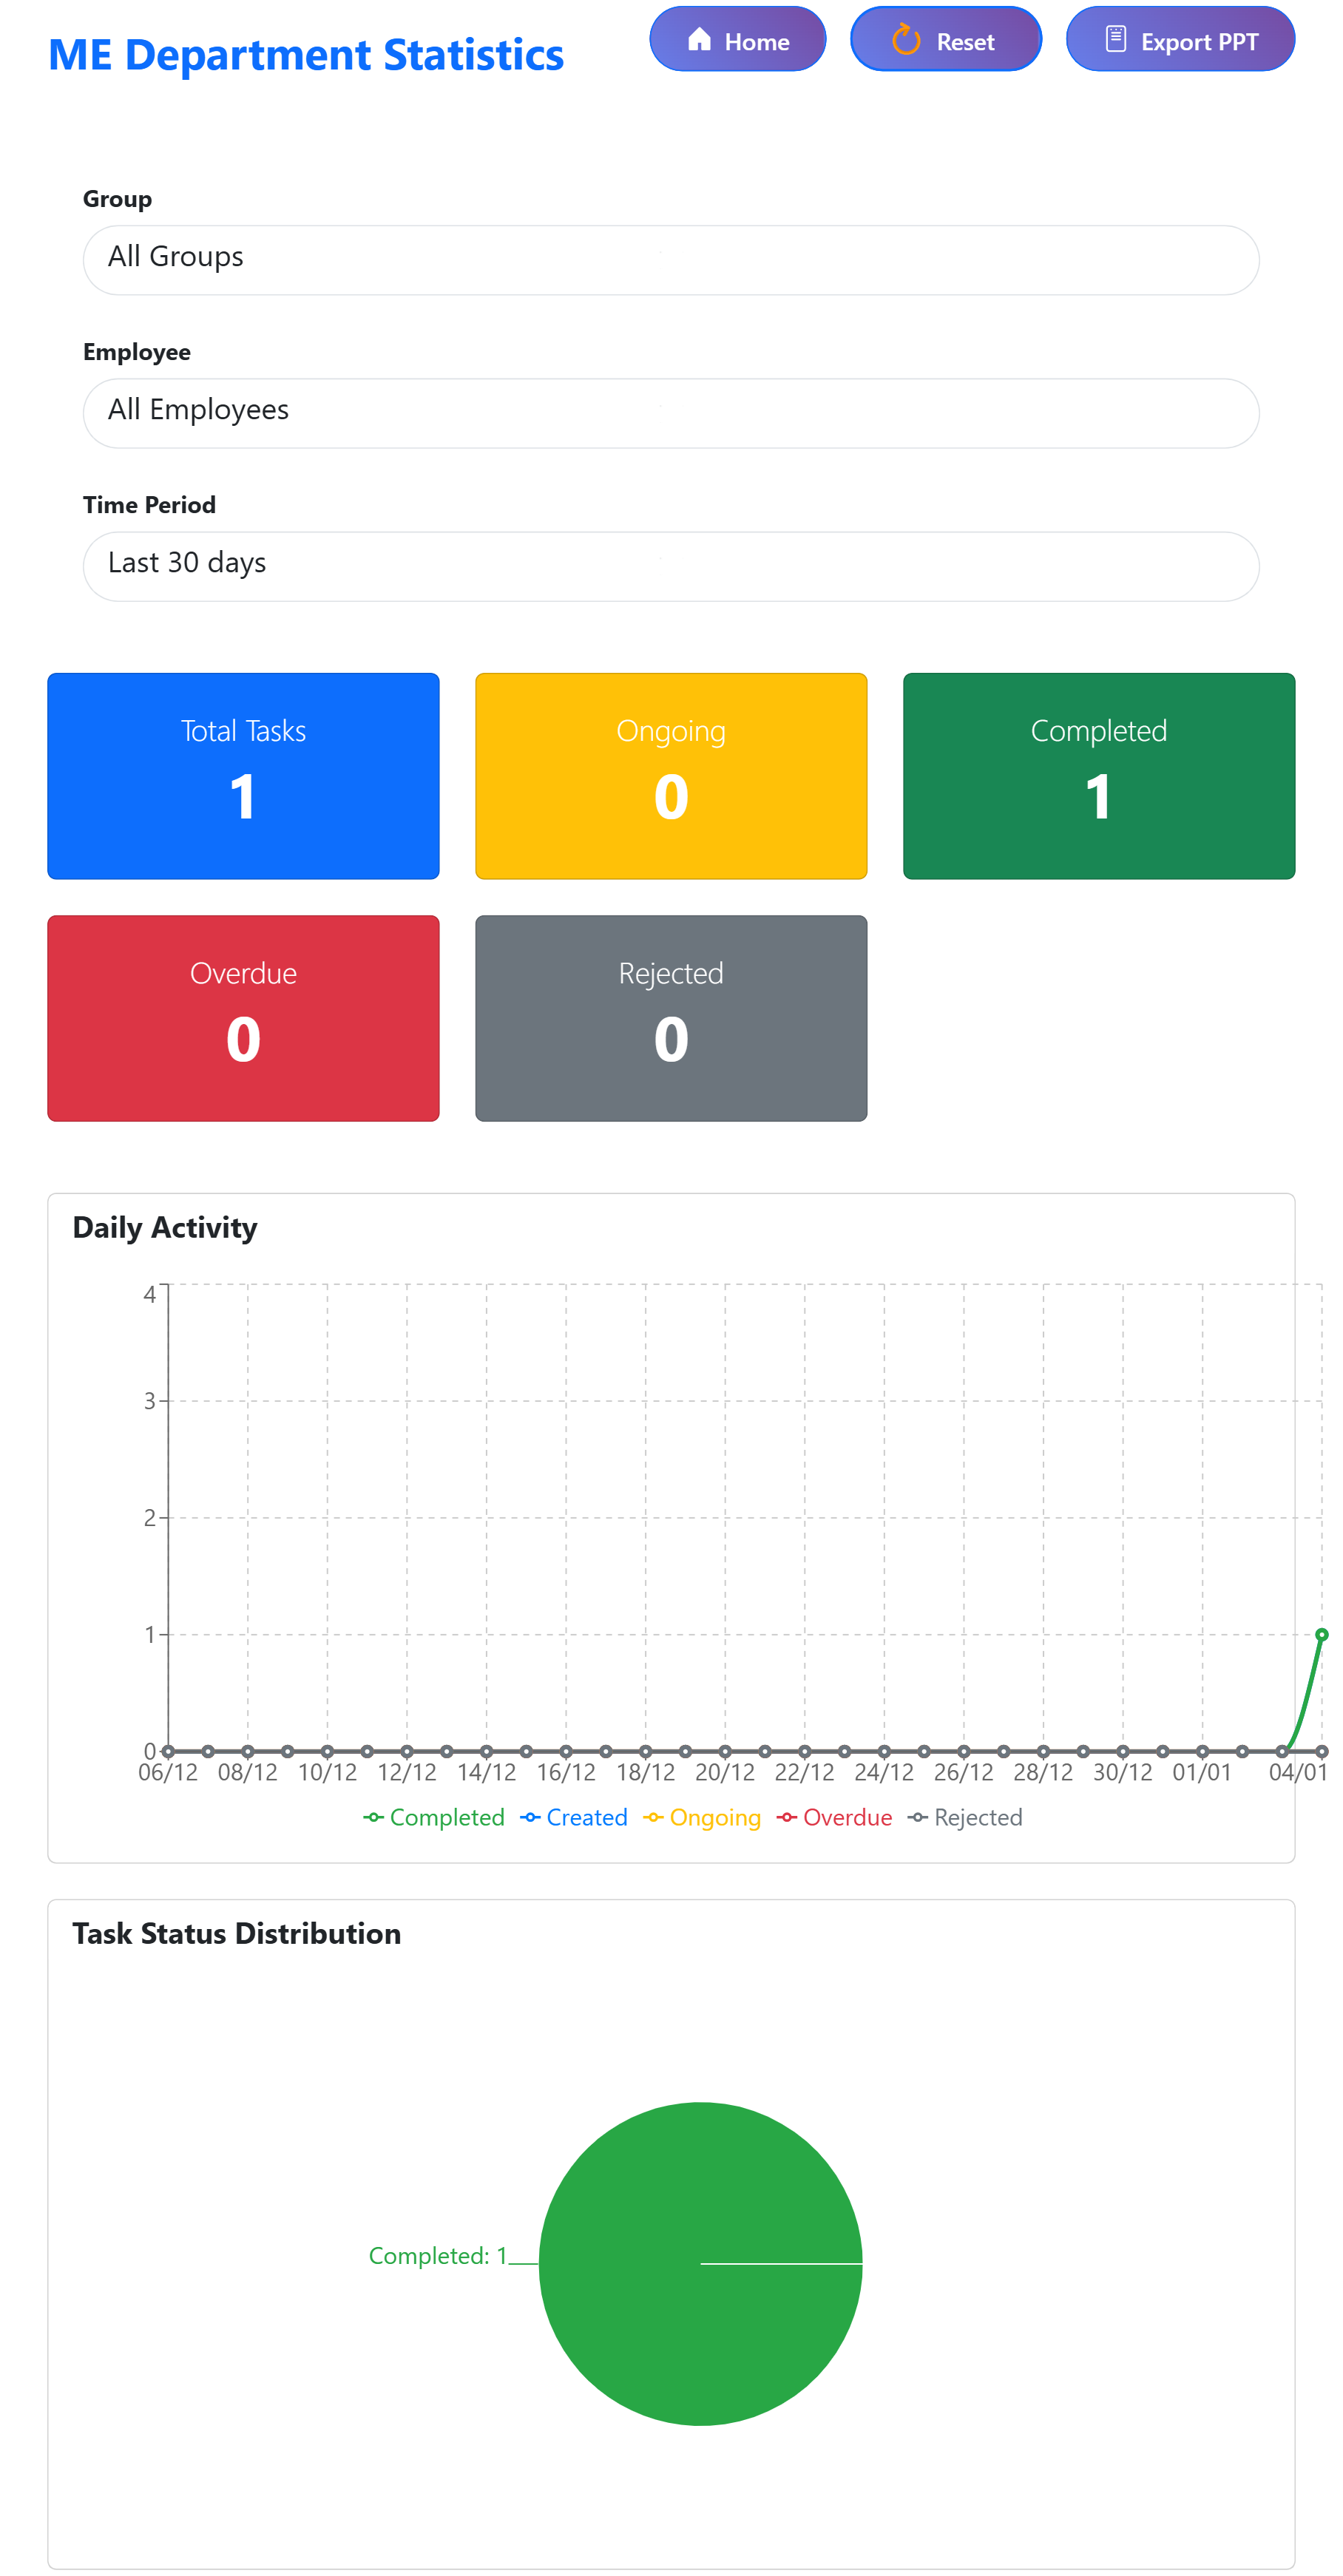 ME Department Statistics
Home
Reset
Export PPT
Group
All Groups
Employee
All Employees
Time Period
Last 30 days
Total Tasks
1
Ongoing
0
Completed
1
Overdue
0
Rejected
0
Daily Activity
4
3
2
1
0
06/12 08/12 10/12 12/12 14/12 16/12 18/12 20/12 22/12 24/12 26/12 28/12 30/12 01/01 04/01
Completed Created Ongoing Overdue Rejected
Task Status Distribution
Completed: 1